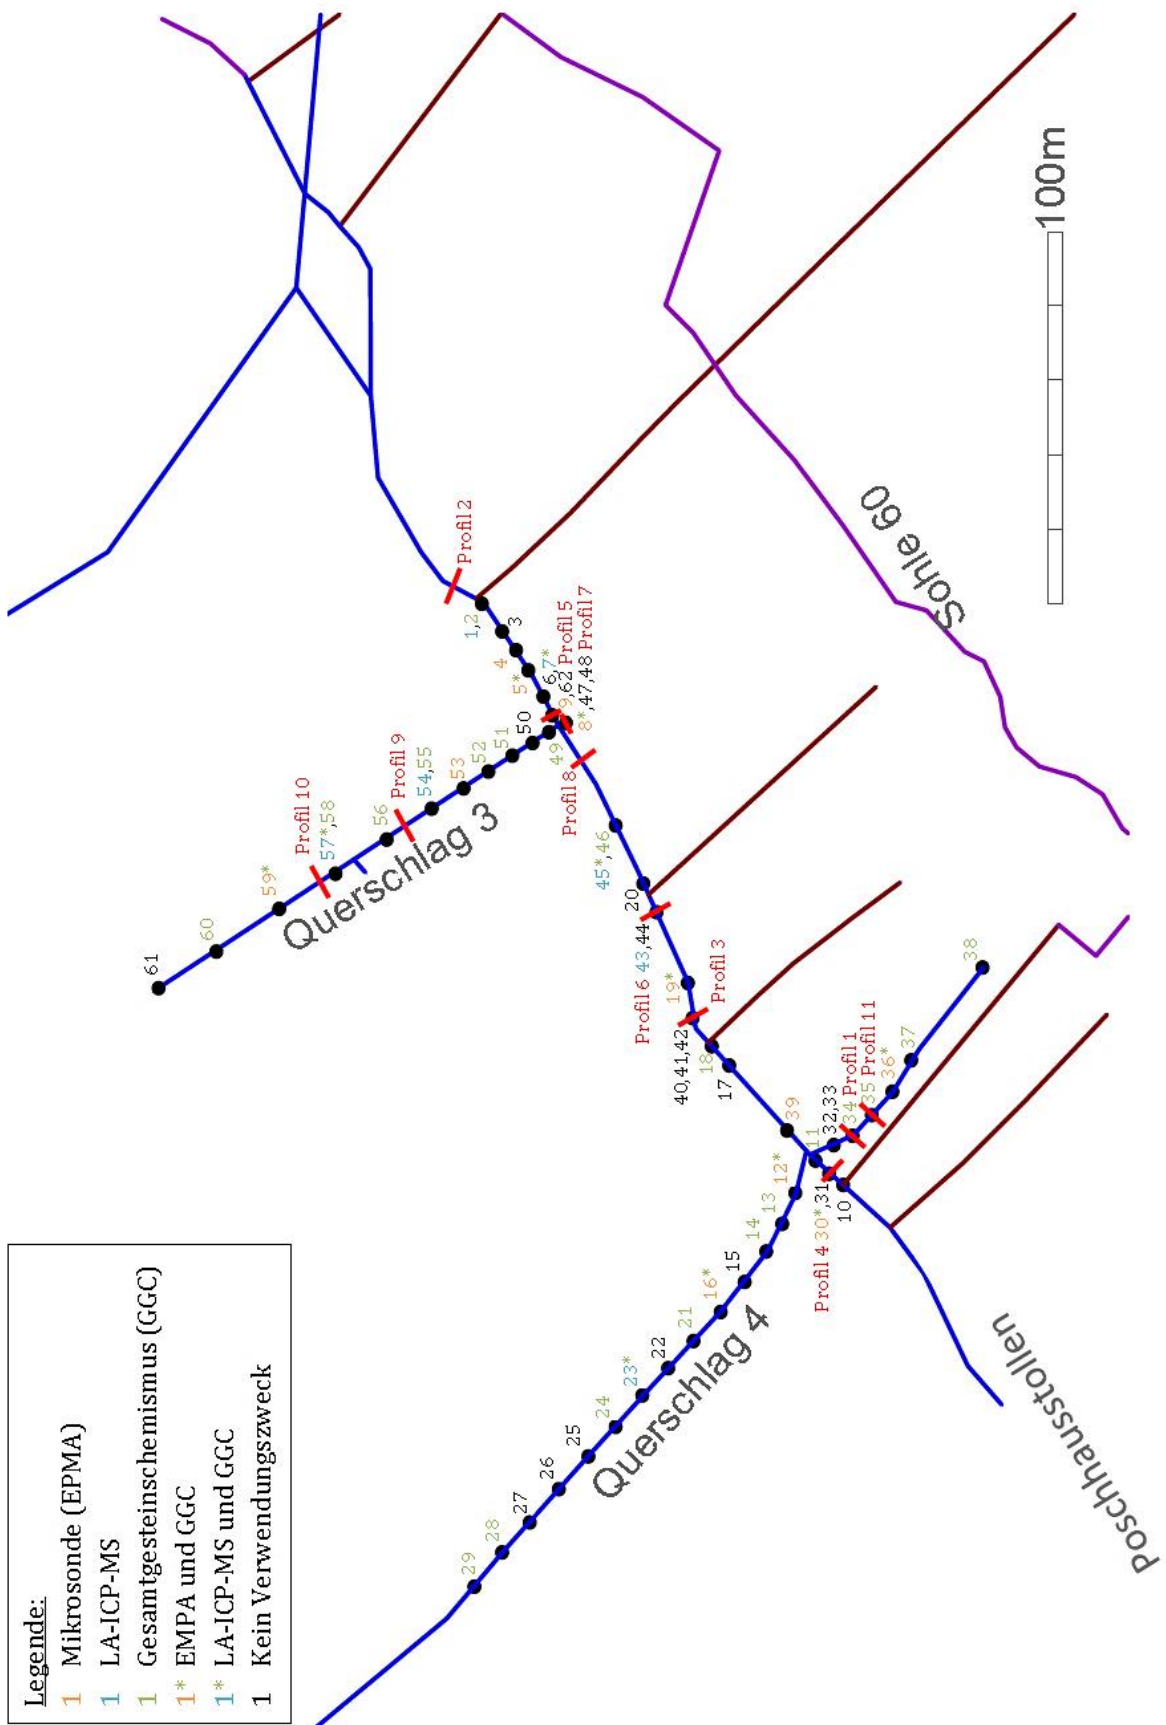 Legende:
1 Mikrosonde (EPMA)
1 LA-ICP-MS
1 Gesamtgesteinschemismus (GGC)
1* EMPA und GGC
1* LA-ICP-MS und GGC
1 Kein Verwendungszweck
29
28
27
26
25
24
23*
22
21
16*
15
14
13
12*
Querschlag 4
Poschhausstollen
Profil 4 30*,31
10
11
32,33
34 Profil 1
35 Profil 11
36*
37
38
39
17
18
40,41,42
Profil 3
19*
Profil 6 43,44
20
45*,46
Profil 8
61
60
59*
Profil 10
57*,58
56
Profil 9
54,55
53
52
51
50
49
Querschlag 3
8*,47,48 Profil 7
9,62 Profil 5
6,7*
5*
4
3
1,2
Profil 2
Sohle 60
100m